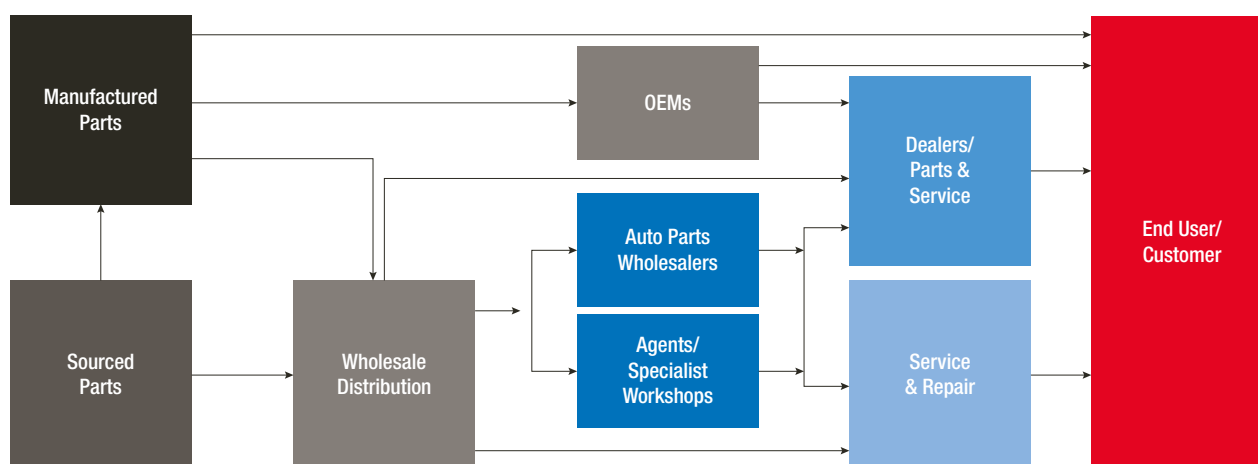 Manufactured
Parts
OEMs
Dealers/
Parts &
Service
Auto Parts
Wholesalers
End User/
Customer
Sourced
Parts
Wholesale
Distribution
Agents/
Specialist
Workshops
Service
& Repair